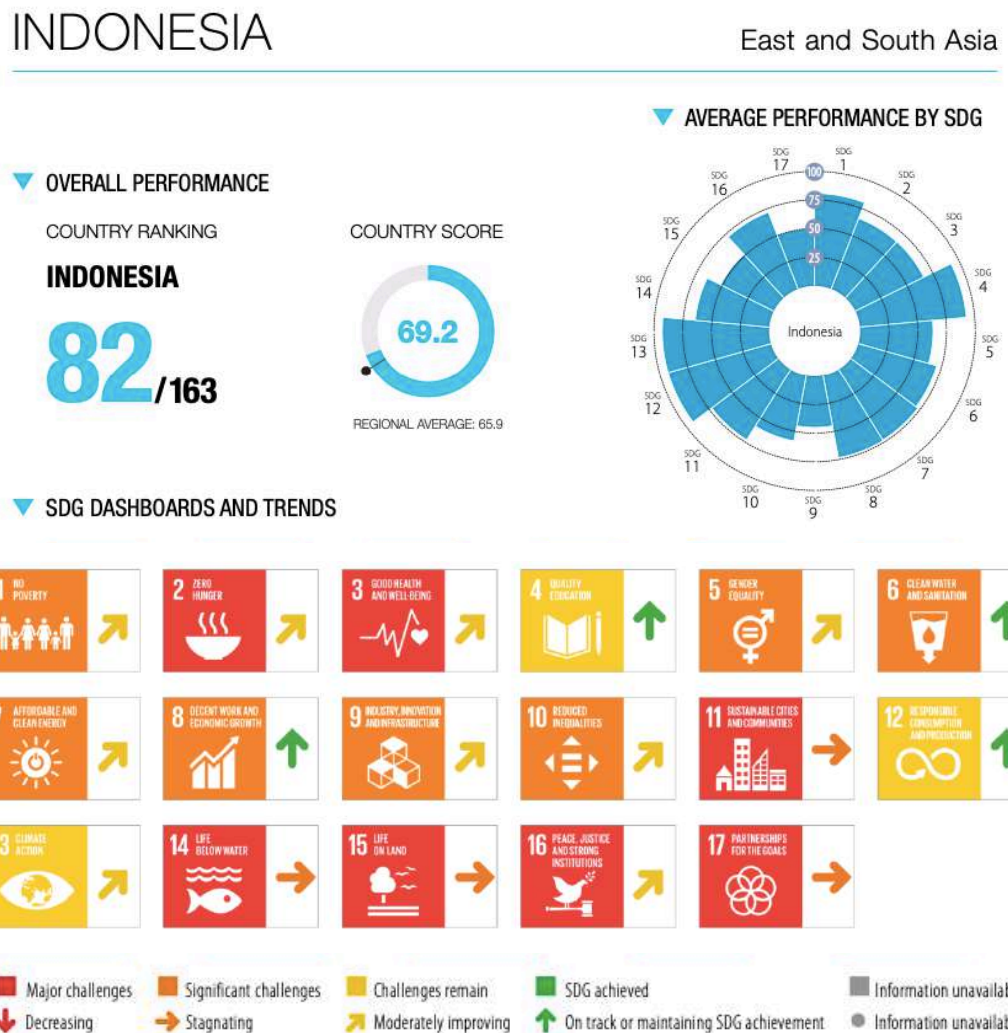 INDONESIA
East and South Asia
AVERAGE PERFORMANCE BY SDG
OVERALL PERFORMANCE
COUNTRY RANKING
INDONESIA
82/163
COUNTRY SCORE
69.2
REGIONAL AVERAGE: 65.9
SDG 1
SDG 2
SDG 3
SDG 4
SDG 5
SDG 6
SDG 7
SDG 8
SDG 9
SDG 10
SDG 11
SDG 12
SDG 13
SDG 14
SDG 15
SDG 16
SDG 17
100
75
50
25
Indonesia
SDG DASHBOARDS AND TRENDS
NO
POVERTY
2 ZERO
HUNGER
3 GOOD HEALTH
AND WELL-BEING
4 QUALITY
EDUCATION
5 GENDER
EQUALITY
6 CLEAN WATER
AND SANITATION
AFFORDABLE AND
CLEAN ENERGY
8 DECENT WORK AND
ECONOMIC GROWTH
9 INDUSTRY, INNOVATION
AND INFRASTRUCTURE
10 REDUCED
INEQUALITIES
11 SUSTAINABLE CITIES
AND COMMUNITIES
12 RESPONSIBLE
CONSUMPTION
AND PRODUCTION
3 CLIMATE
ACTION
14 LIFE
BELOW WATER
15 LIFE
ON LAND
16 PEACE, JUSTICE
AND STRONG
INSTITUTIONS
17 PARTNERSHIPS
FOR THE GOALS
Major challenges
Significant challenges
Challenges remain
SDG achieved
Information unavailab
Decreasing
Stagnating
Moderately improving
On track or maintaining SDG achievement
Information unavailab